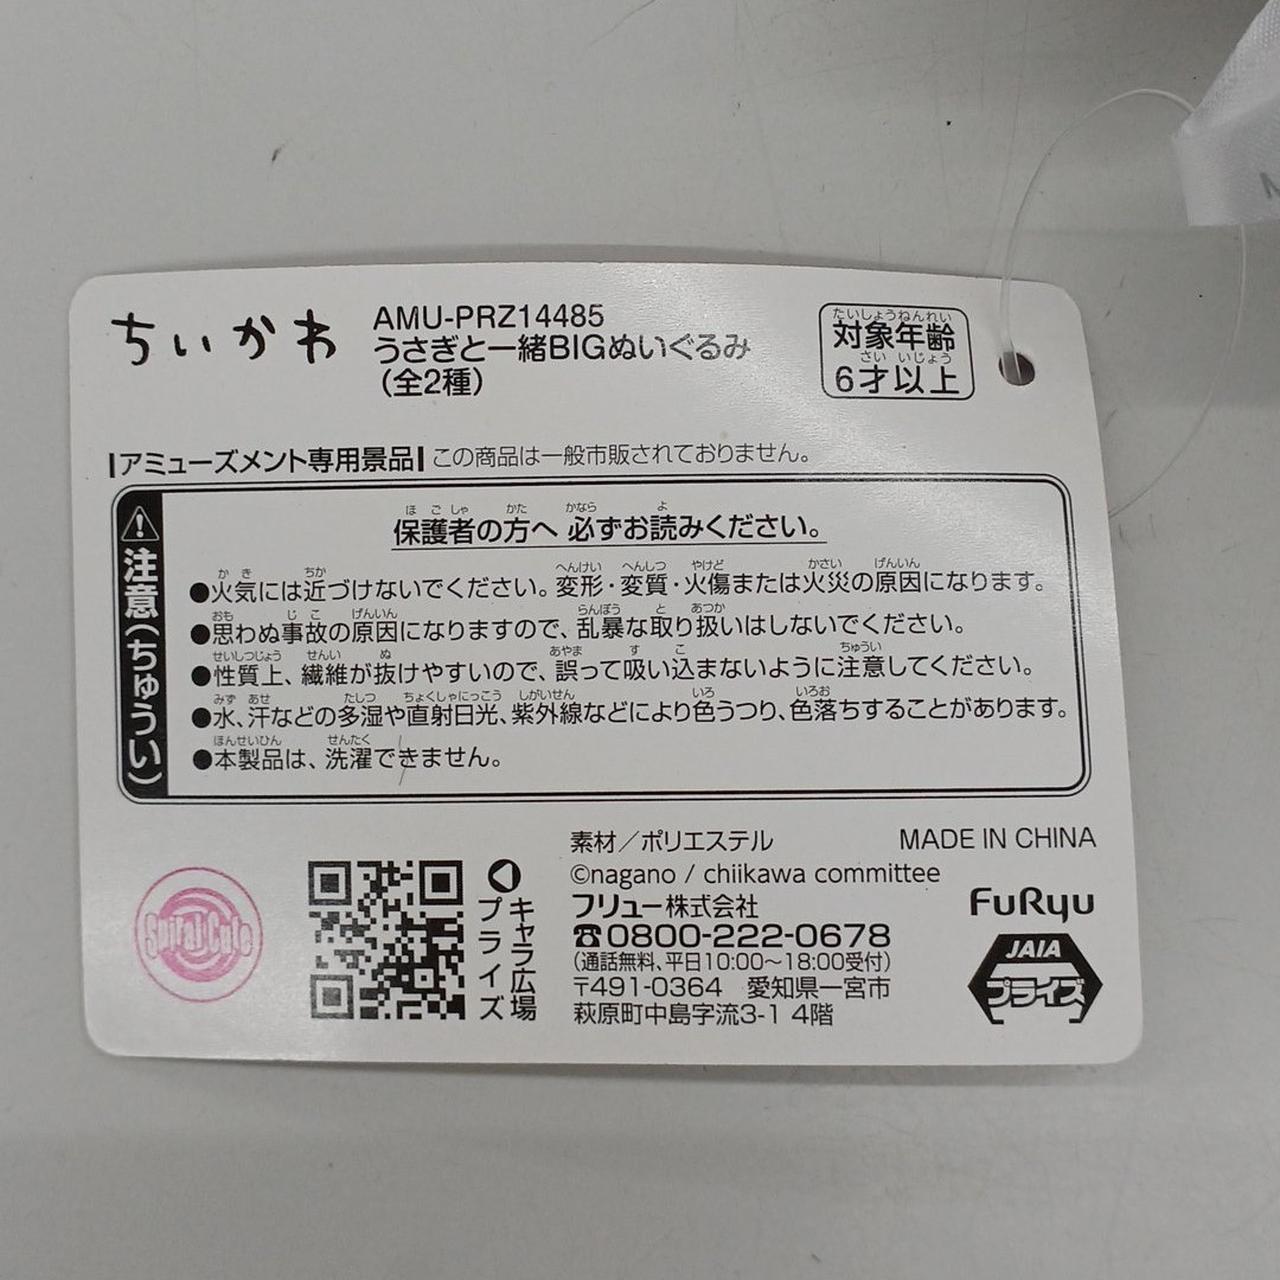 ちいかわ
AMU-PRZ14485
うさぎと一緒BIGぬいぐるみ
(全2種)
たいしょうねんれい
対象年齢
さい いじょう
6才以上
アミューズメント専用景品 この商品は一般市販されておりません。
注意(ちゅうい)
ほごしゃ かた かなら よ
保護者の方へ 必ずお読みください。
かき ちか へんけい へんしつ やけど かさい げんいん
●火気には近づけないでください。変形・変質・火傷または火災の原因になります。
おも じこ げんいん らんぼう と あつか
●思わぬ事故の原因になりますので、乱暴な取り扱いはしないでください。
せいしつじょう せんい ぬ あやま す こ ちゅうい
●性質上、繊維が抜けやすいので、誤って吸い込まないように注意してください。
みず あせ たしつ ちょくしゃにっこう しがいせん いろ いろお
●水、汗などの多湿や直射日光、紫外線などにより色うつり、色落ちすることがあります。
ほんせいひん せんたく
●本製品は、洗濯できません。
素材/ポリエステル
MADE IN CHINA
©nagano / chiikawa committee
フリュー株式会社
☎0800-222-0678
(通話無料、平日10:00〜18:00受付)
〒491-0364 愛知県一宮市
萩原町中島字流3-1 4階
キャラ広場
プライズ
Spiral Cute
FuRyu
JAIA
プライズ